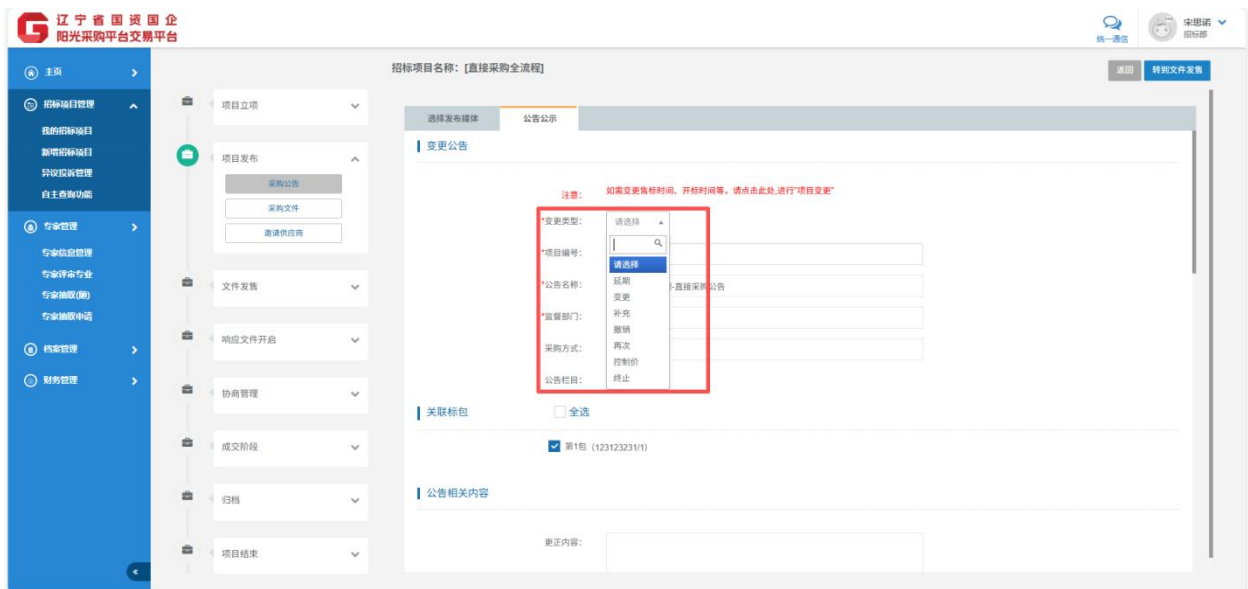 辽宁省国资国企
阳光采购平台交易平台
统一通信
宋思诺
招标部
主页
招标项目管理
我的招标项目
新增招标项目
异议投诉管理
自主查询功能
专家管理
专家信息管理
专家评审专业
专家抽取(随)
专家抽取申请
档案管理
财务管理
招标项目名称：[直接采购全流程]
返回
转到文件发售
项目立项
项目发布
采购公告
采购文件
邀请供应商
文件发售
响应文件开启
协商管理
成交阶段
归档
项目结束
选择发布媒体
公告公示
变更公告
注意：
如需变更售标时间、开标时间等，请点击此处,进行"项目变更"
*变更类型：
请选择
请选择
延期
变更
补充
撤销
再次
控制价
终止
*项目编号：
*公告名称：
-直接采购公告
*监督部门：
采购方式：
公告栏目：
关联标包
全选
第1包（123123231/1）
公告相关内容
更正内容：